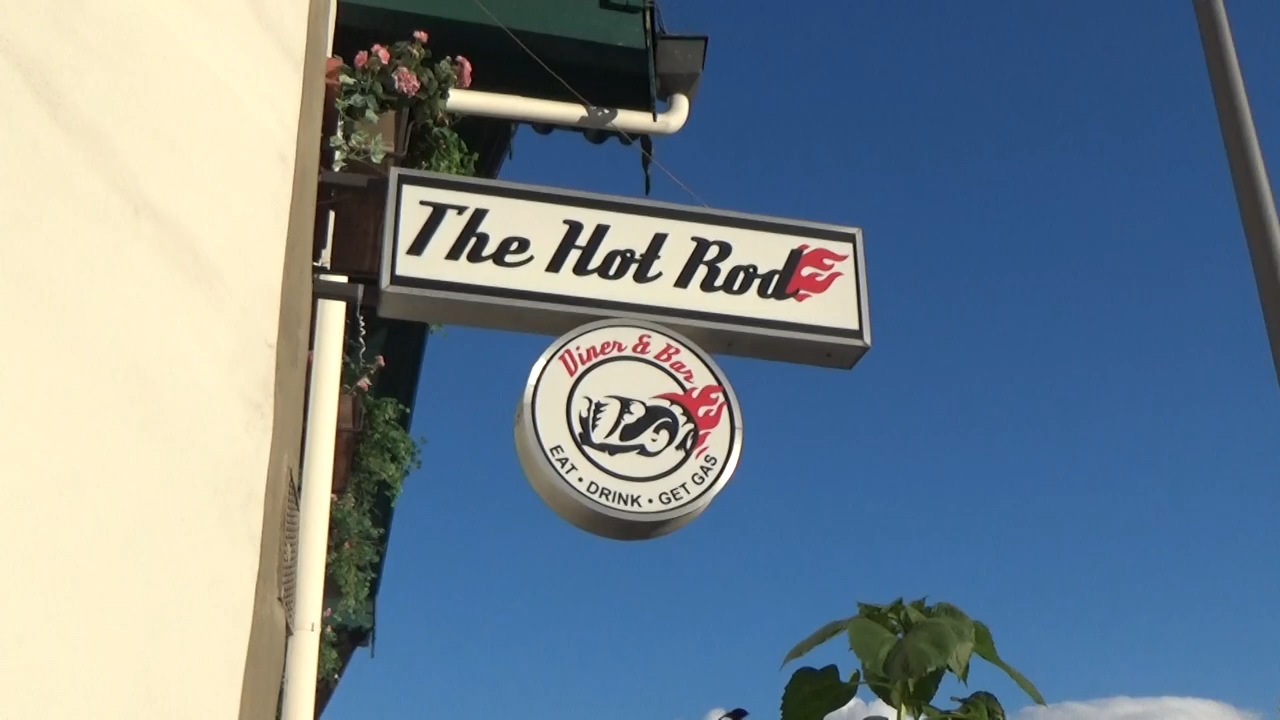 The Hot Rod
Diner & Bar
EAT • DRINK • GET GAS